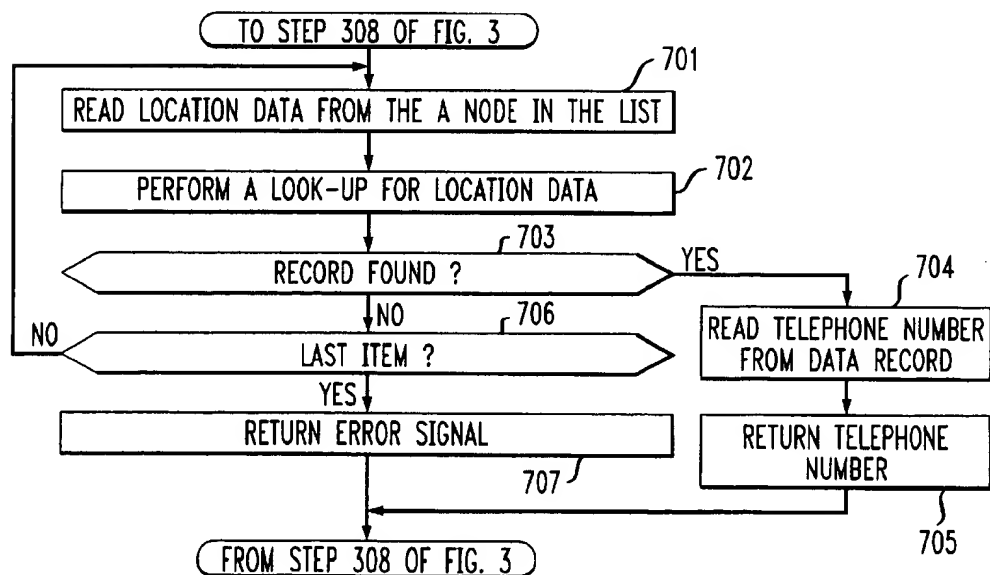 TO STEP 308 OF FIG. 3
701
READ LOCATION DATA FROM THE A NODE IN THE LIST
702
PERFORM A LOOK-UP FOR LOCATION DATA
703
RECORD FOUND ?
YES
704
READ TELEPHONE NUMBER
FROM DATA RECORD
NO
706
NO
LAST ITEM ?
YES
RETURN ERROR SIGNAL
707
RETURN TELEPHONE
NUMBER
705
FROM STEP 308 OF FIG. 3